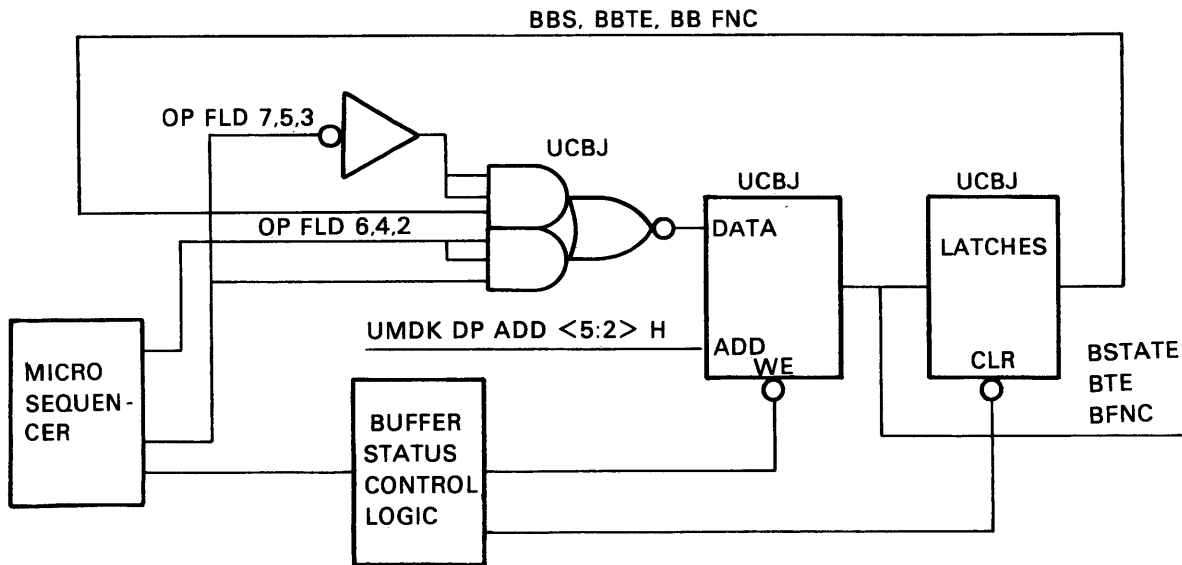 BBS, BBTE, BB FNC
OP FLD 7,5,3
UCBJ
OP FLD 6,4,2
UCBJ
DATA
UMDK DP ADD <5:2> H
ADD
WE
UCBJ
LATCHES
CLR
BSTATE
BTE
BFNC
MICRO
SEQUEN-
CER
BUFFER
STATUS
CONTROL
LOGIC